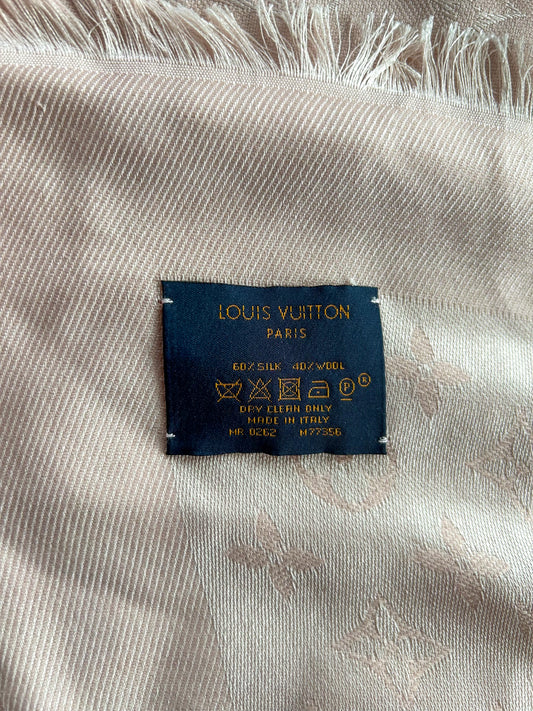 LOUIS VUITTON
PARIS
60% SILK 40% WOOL
P R
DRY CLEAN ONLY
MADE IN ITALY
MR 0262 M77356